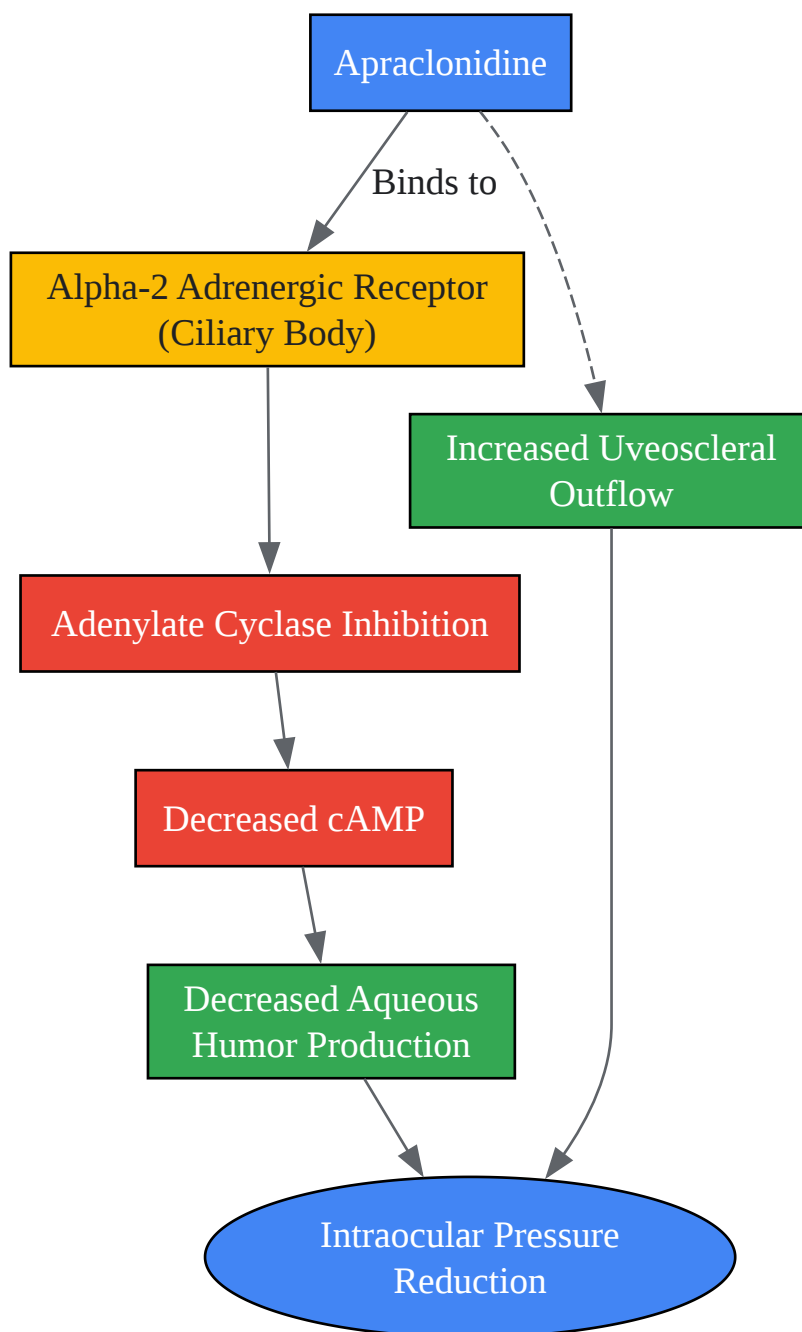 Apraclonidine
Binds to
Alpha-2 Adrenergic Receptor
(Ciliary Body)
Increased Uveoscleral
Outflow
Adenylate Cyclase Inhibition
Decreased cAMP
Decreased Aqueous
Humor Production
Intraocular Pressure
Reduction